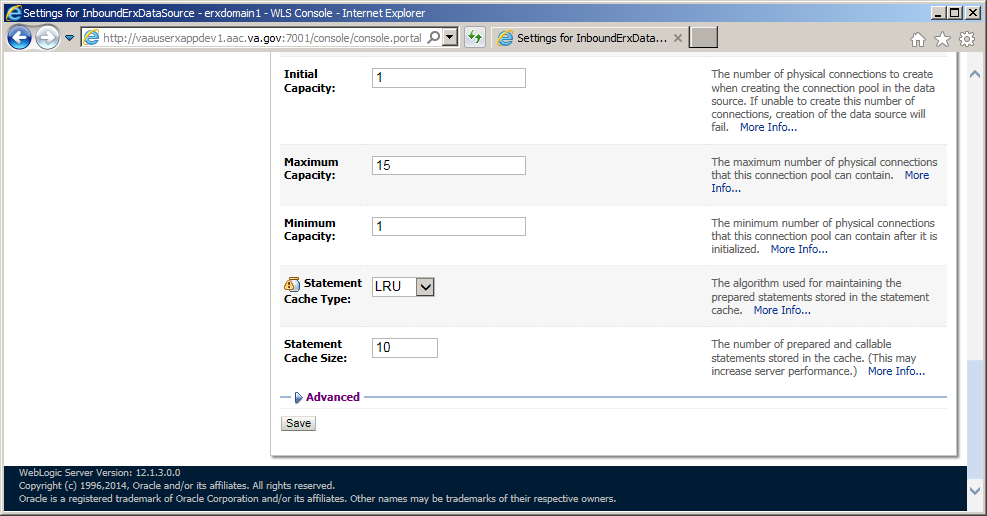 Settings for InboundErxDataSource - erxdomain1 - WLS Console - Internet Explorer
http://vaauserxappdev1.aac.va.gov:7001/console/console.portal
Settings for InboundErxData...
Initial
Capacity:
1
The number of physical connections to create
when creating the connection pool in the data
source. If unable to create this number of
connections, creation of the data source will
fail. More Info...
Maximum
Capacity:
15
The maximum number of physical connections
that this connection pool can contain. More
Info...
Minimum
Capacity:
1
The minimum number of physical connections
that this connection pool can contain after it is
initialized. More Info...
Statement
Cache Type:
LRU
The algorithm used for maintaining the
prepared statements stored in the statement
cache. More Info...
Statement
Cache Size:
10
The number of prepared and callable
statements stored in the cache. (This may
increase server performance.) More Info...
Advanced
Save
WebLogic Server Version: 12.1.3.0.0
Copyright (c) 1996,2014, Oracle and/or its affiliates. All rights reserved.
Oracle is a registered trademark of Oracle Corporation and/or its affiliates. Other names may be trademarks of their respective owners.